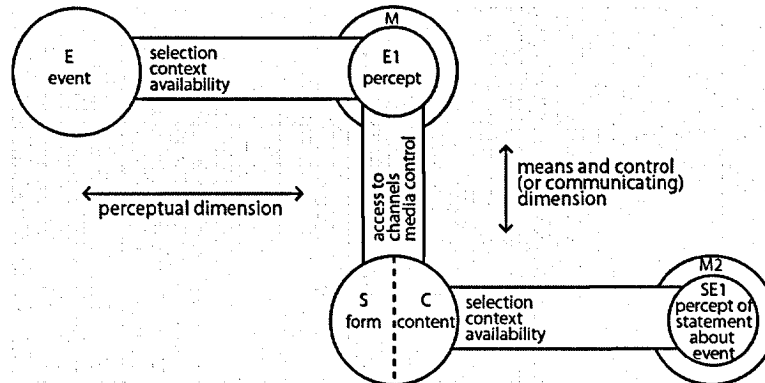 E
event
selection
context
availability
M
E1
percept
access to
channels
media control
perceptual dimension
means and control
(or communicating)
dimension
S
form
C
content
selection
context
availability
M2
SE1
percept of
statement
about
event